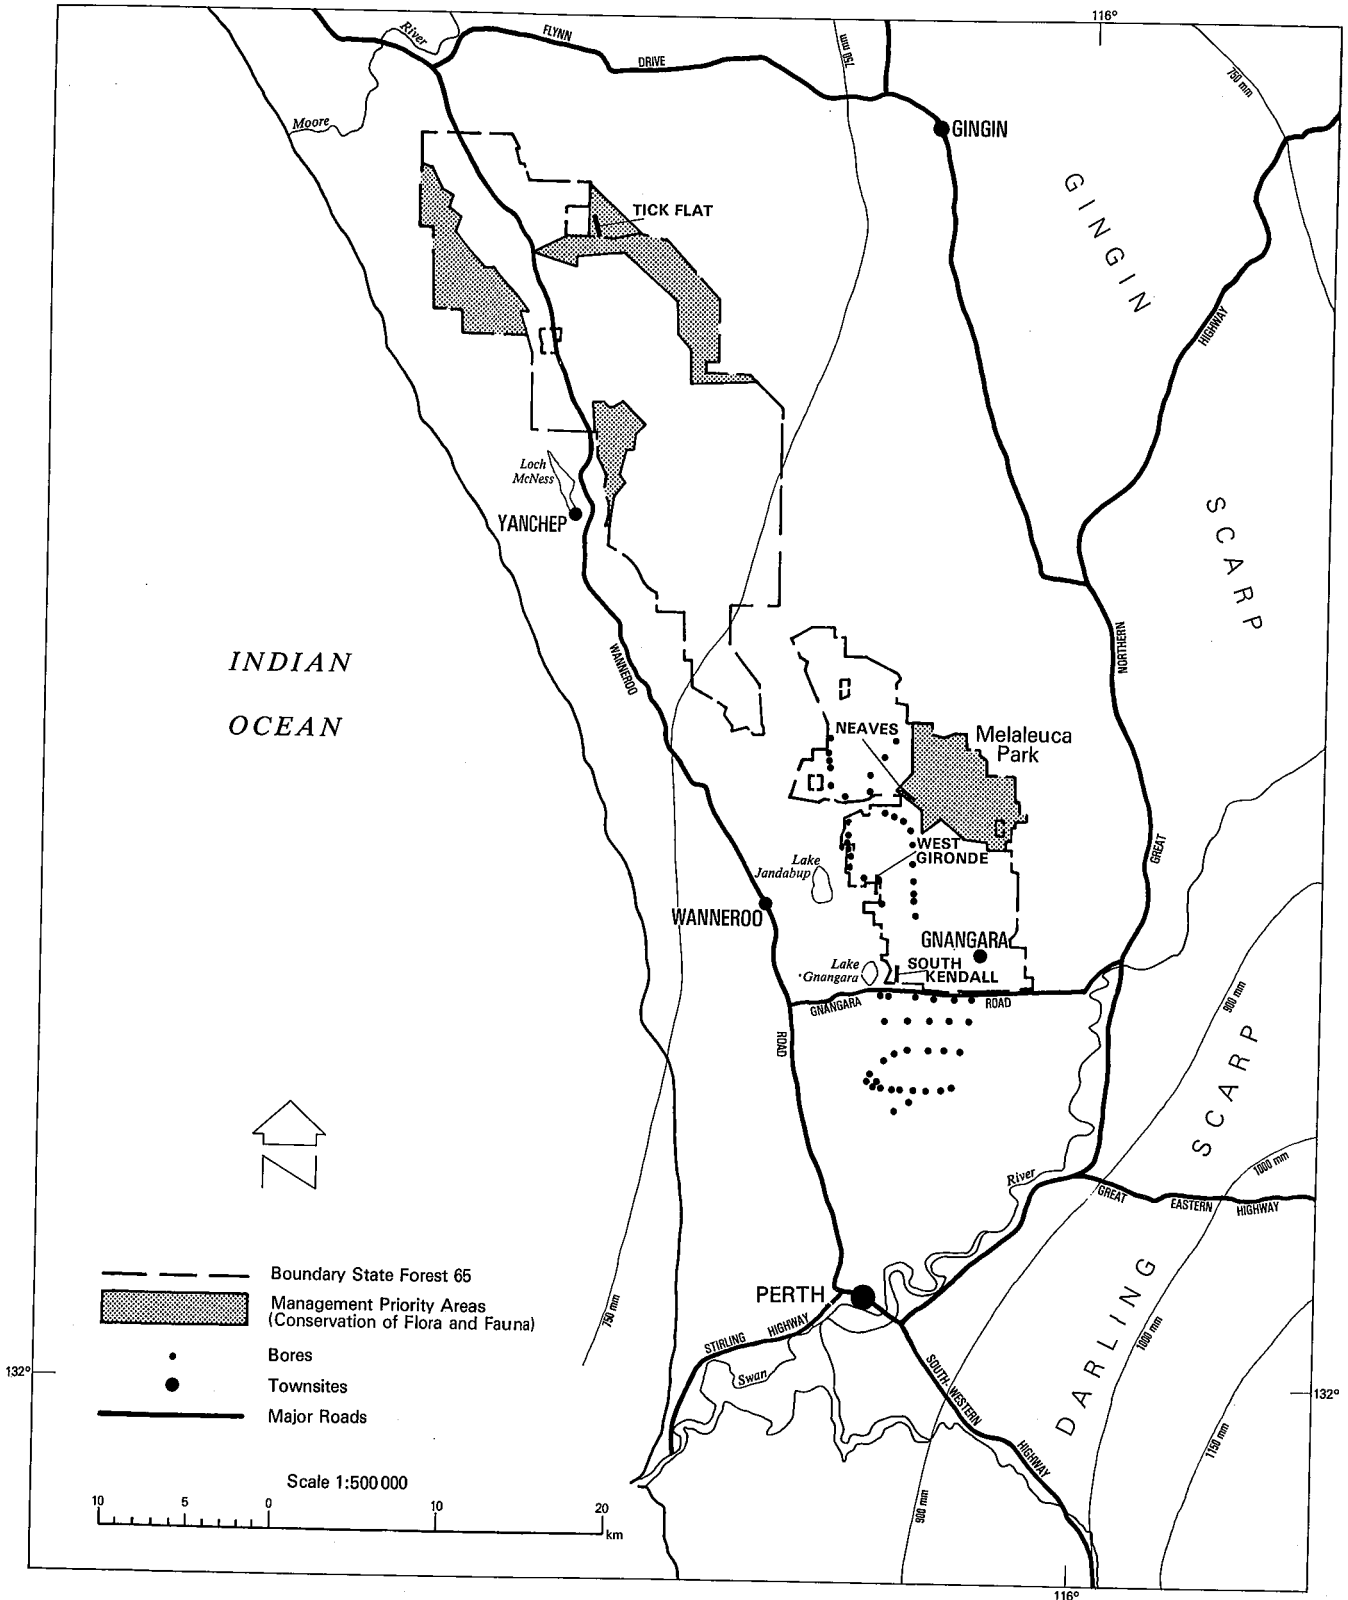 116°
River
FLYNN
DRIVE
750 mm
750 mm
Moore
GINGIN
GINGIN
TICK FLAT
HIGHWAY
Loch
McNess
YANCHEP
SCARP
INDIAN
OCEAN
WANNEROO
NORTHERN
NEAVES
Melaleuca
Park
GREAT
WEST
GIRONDE
Lake
Jandabup
WANNEROO
GNANGARA
Lake
Gnangara
SOUTH
KENDALL
GNANGARA
ROAD
ROAD
900 mm
SCARP
N
1000 mm
River
GREAT
EASTERN
HIGHWAY
Boundary State Forest 65
Management Priority Areas
(Conservation of Flora and Fauna)
Bores
Townsites
Major Roads
750 mm
PERTH
STIRLING
HIGHWAY
Swan
SOUTH-WESTERN
HIGHWAY
DARLING
1000 mm
1150 mm
900 mm
132°
132°
Scale 1:500 000
10
5
0
10
20
km
116°